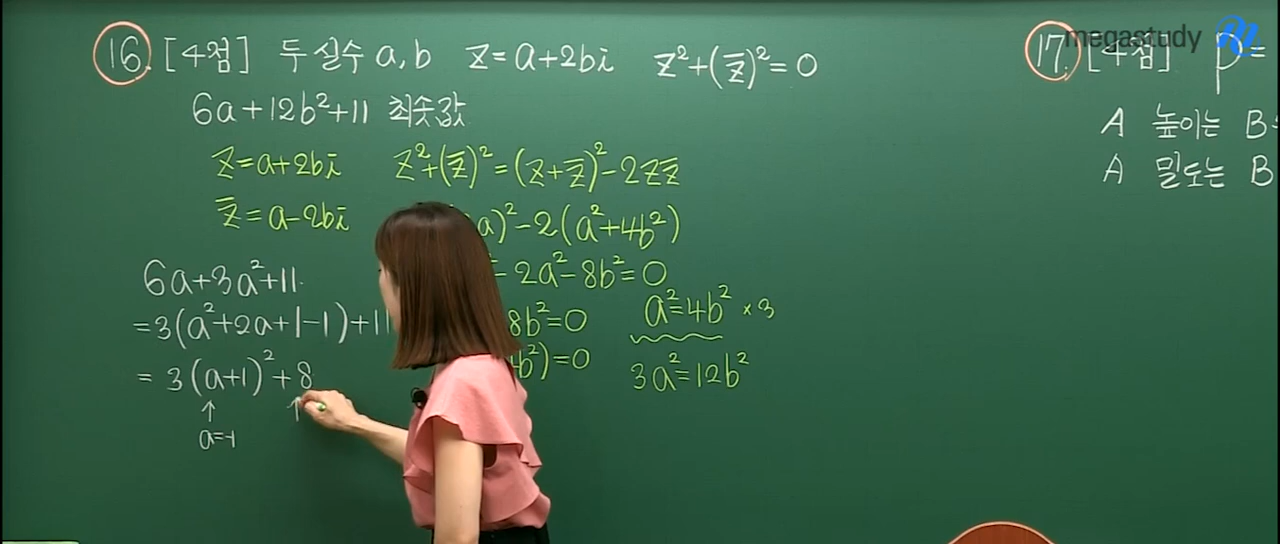 16. [4점] 두 실수 a, b z = a+2bi z²+(z̄)²=0
6a+12b²+11 최솟값
z=a+2bi z²+(z̄)²=(z+z̄)²-2zz̄
z̄=a-2bi
a)²-2(a²+4b²)
-2a²-8b²=0
8b²=0
b²)=0
a²=4b² ×3
3a²=12b²
6a+3a²+11.
=3(a²+2a+1-1)+11
=3(a+1)²+8
↑ ↑
a=-1
17. [4점] P=
A 높이는 B
A 밀도는 B
megastudy